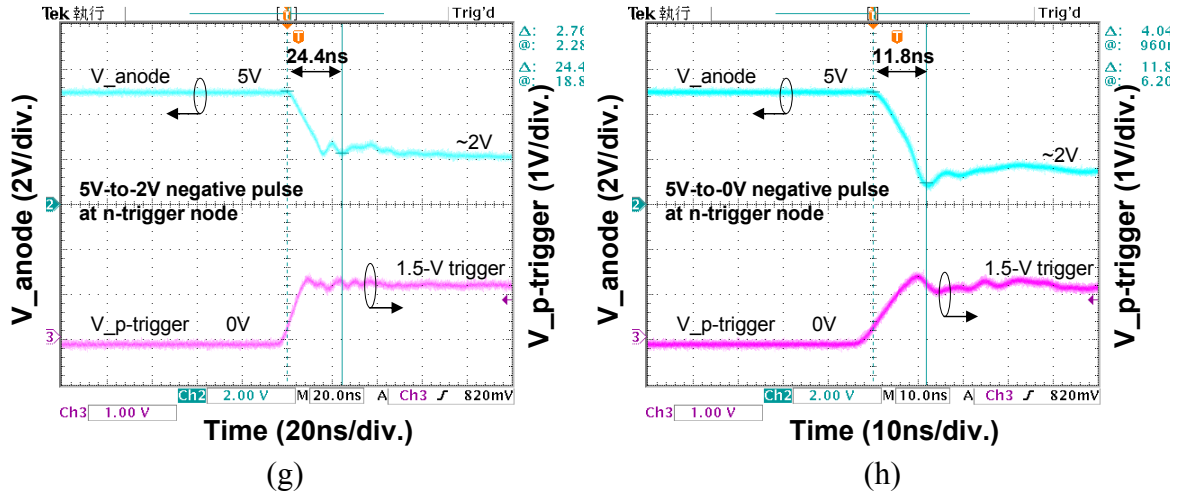 Tek 執行
Trig'd
24.4ns
Δ: 2.76
@: 2.28
Δ: 24.4
@: 18.8
V_anode 5V
~2V
5V-to-2V negative pulse
at n-trigger node
1.5-V trigger
V_p-trigger 0V
V_anode (2V/div.)
V_p-trigger (1V/div.)
2
3
Ch2 2.00 V M 20.0ns A Ch3 820mV
Ch3 1.00 V
Time (20ns/div.)
(g)
Tek 執行
Trig'd
11.8ns
Δ: 4.04
@: 960m
Δ: 11.8
@: 6.20
V_anode 5V
~2V
5V-to-0V negative pulse
at n-trigger node
1.5-V trigger
V_p-trigger 0V
V_anode (2V/div.)
V_p-trigger (1V/div.)
2
3
Ch2 2.00 V M 10.0ns A Ch3 820mV
Ch3 1.00 V
Time (10ns/div.)
(h)